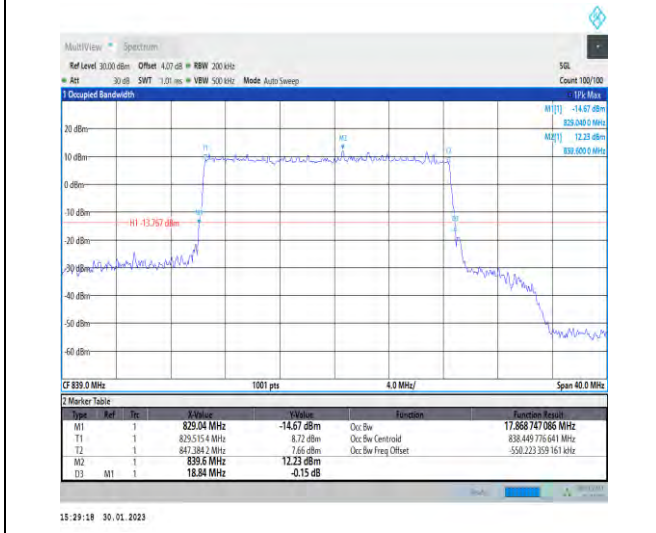 MultiView Spectrum
Ref Level 30.00 dBm Offset 4.07 dB RBW 200 kHz SGL
Att 30 dB SWT 1.01 ms VBW 500 kHz Mode Auto Sweep Count 100/100
1 Occupied Bandwidth 1Pk Max
M1[1] -14.67 dBm
829.040 0 MHz
M2[1] 12.23 dBm
838.600 0 MHz
20 dBm
10 dBm
0 dBm
-10 dBm
-20 dBm
-30 dBm
-40 dBm
-50 dBm
-60 dBm
T1
M2
T2
M1
H1 -13.767 dBm
D3
CF 839.0 MHz 1001 pts 4.0 MHz/ Span 40.0 MHz
2 Marker Table
Type Ref Trc X-Value Y-Value Function Function Result
M1 1 829.04 MHz -14.67 dBm Occ Bw 17.868 747 086 MHz
T1 1 829.515 4 MHz 8.72 dBm Occ Bw Centroid 838.449 776 641 MHz
T2 1 847.384 2 MHz 7.66 dBm Occ Bw Freq Offset -550.223 359 161 kHz
M2 1 839.6 MHz 12.23 dBm
D3 M1 1 18.84 MHz -0.15 dB
15:29:18 30.01.2023